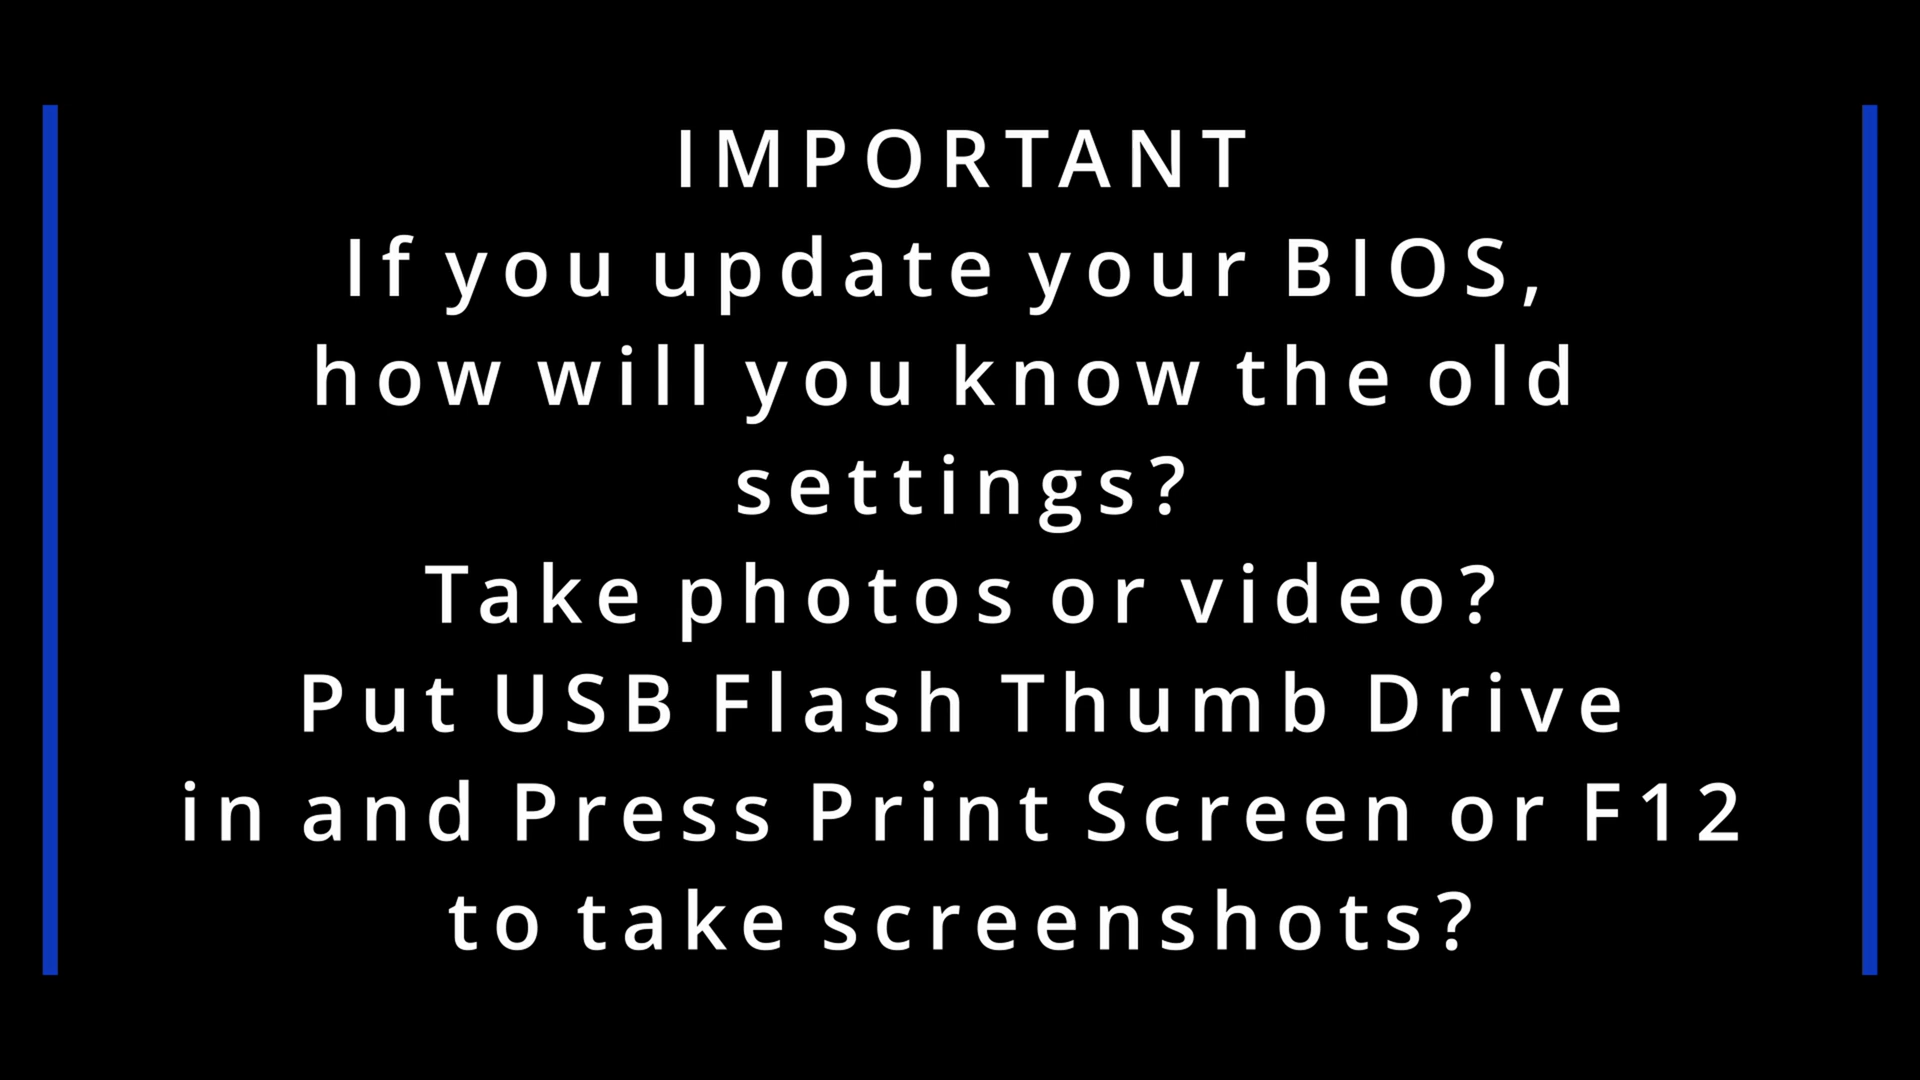 IMPORTANT
If you update your BIOS,
how will you know the old
settings?
Take photos or video?
Put USB Flash Thumb Drive
in and Press Print Screen or F12
to take screenshots?